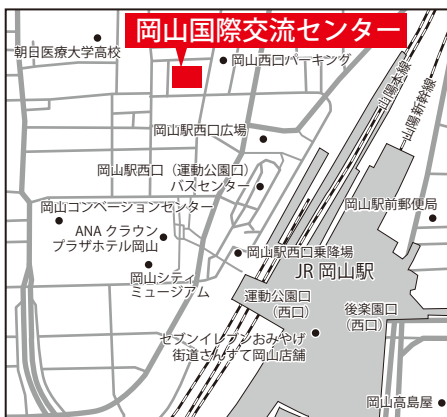 岡山国際交流センター
朝日医療大学高校
岡山西口パーキング
山陽本線
山陽新幹線
岡山駅西口広場
岡山駅西口（運動公園口）
バスセンター
岡山コンベーションセンター
岡山駅前郵便局
ANA クラウン
プラザホテル岡山
岡山駅西口乗降場
岡山シティ
ミュージアム
JR 岡山駅
運動公園口
（西口）
後楽園口
（西口）
セブンイレブンおみやげ
街道さんすて岡山店舗
岡山高島屋